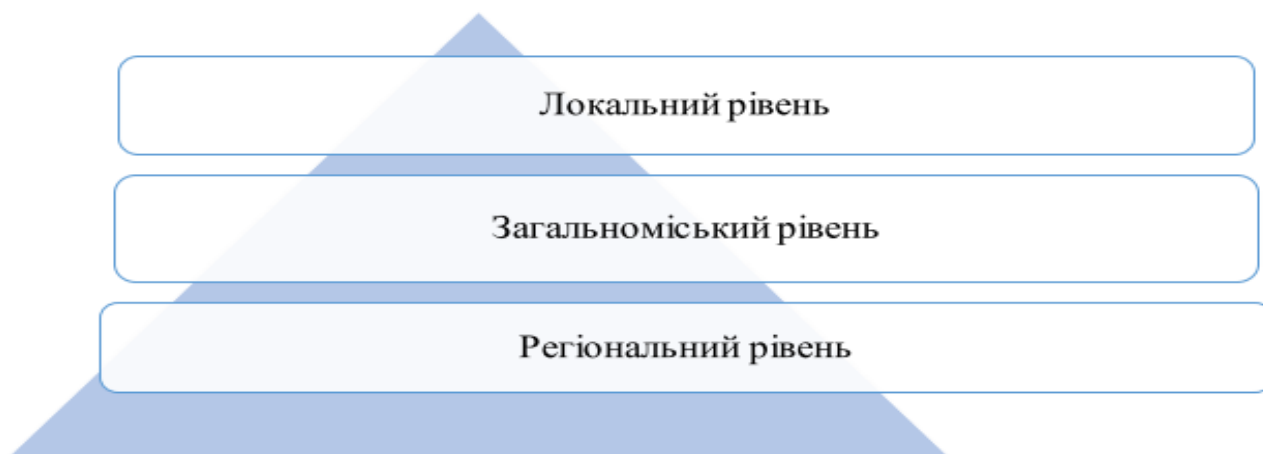 Локальний рівень
Загальноміський рівень
Регіональний рівень